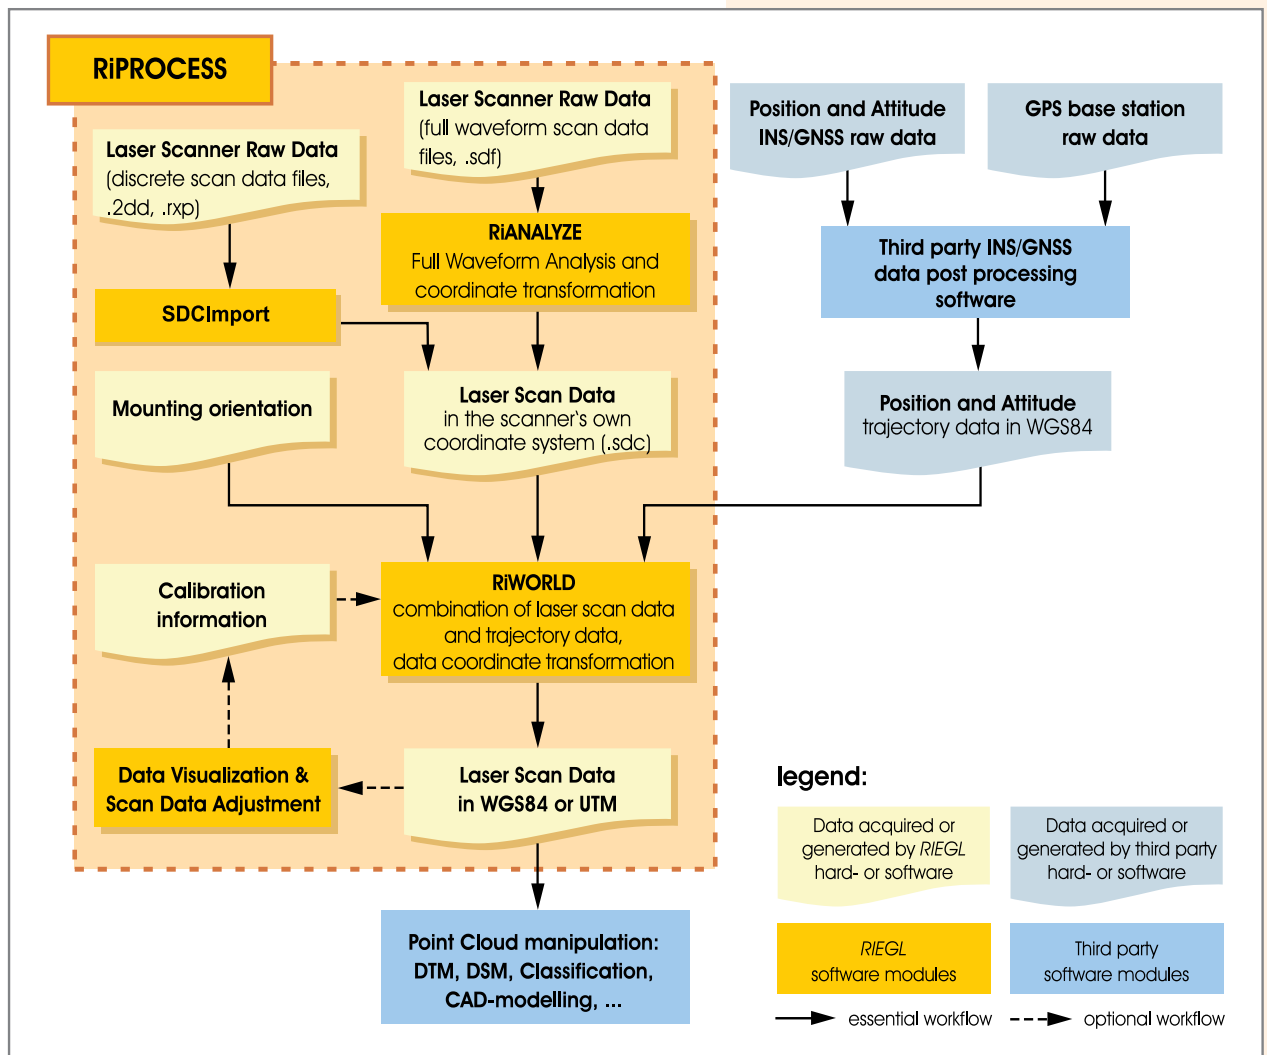 RiPROCESS
Laser Scanner Raw Data
(full waveform scan data
files, .sdf)
Laser Scanner Raw Data
(discrete scan data files,
.2dd, .rxp)
Position and Attitude
INS/GNSS raw data
GPS base station
raw data
RiANALYZE
Full Waveform Analysis and
coordinate transformation
Third party INS/GNSS
data post processing
software
SDCImport
Mounting orientation
Laser Scan Data
in the scanner's own
coordinate system (.sdc)
Position and Attitude
trajectory data in WGS84
Calibration
information
RiWORLD
combination of laser scan data
and trajectory data,
data coordinate transformation
Data Visualization &
Scan Data Adjustment
Laser Scan Data
in WGS84 or UTM
Point Cloud manipulation:
DTM, DSM, Classification,
CAD-modelling, ...
legend:
Data acquired or
generated by RIEGL
hard- or software
Data acquired or
generated by third party
hard- or software
RIEGL
software modules
Third party
software modules
essential workflow
optional workflow